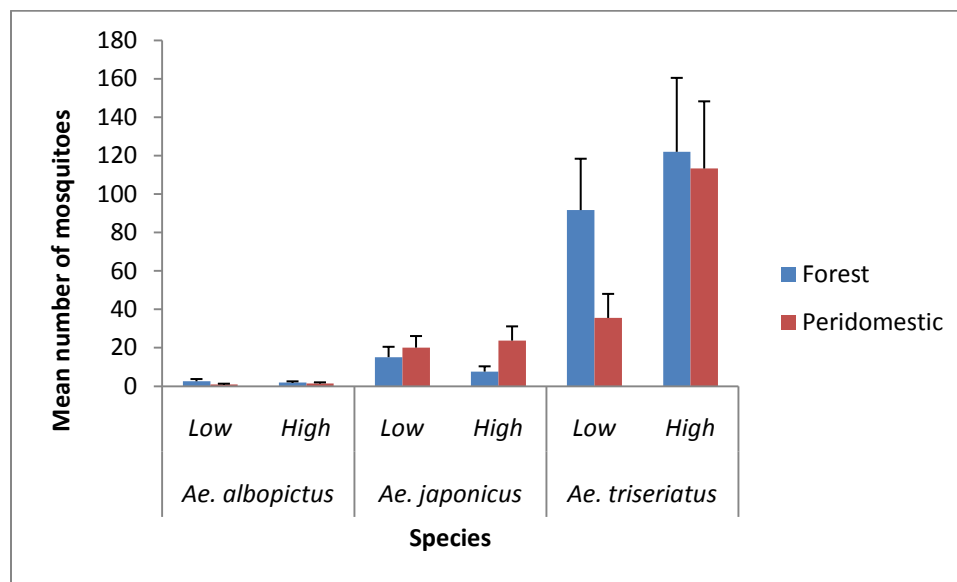 180
160
140
120
100
80
60
40
20
0
Mean number of mosquitoes
Low High Low High Low High
Ae. albopictus Ae. japonicus Ae. triseriatus
Species
Forest
Peridomestic